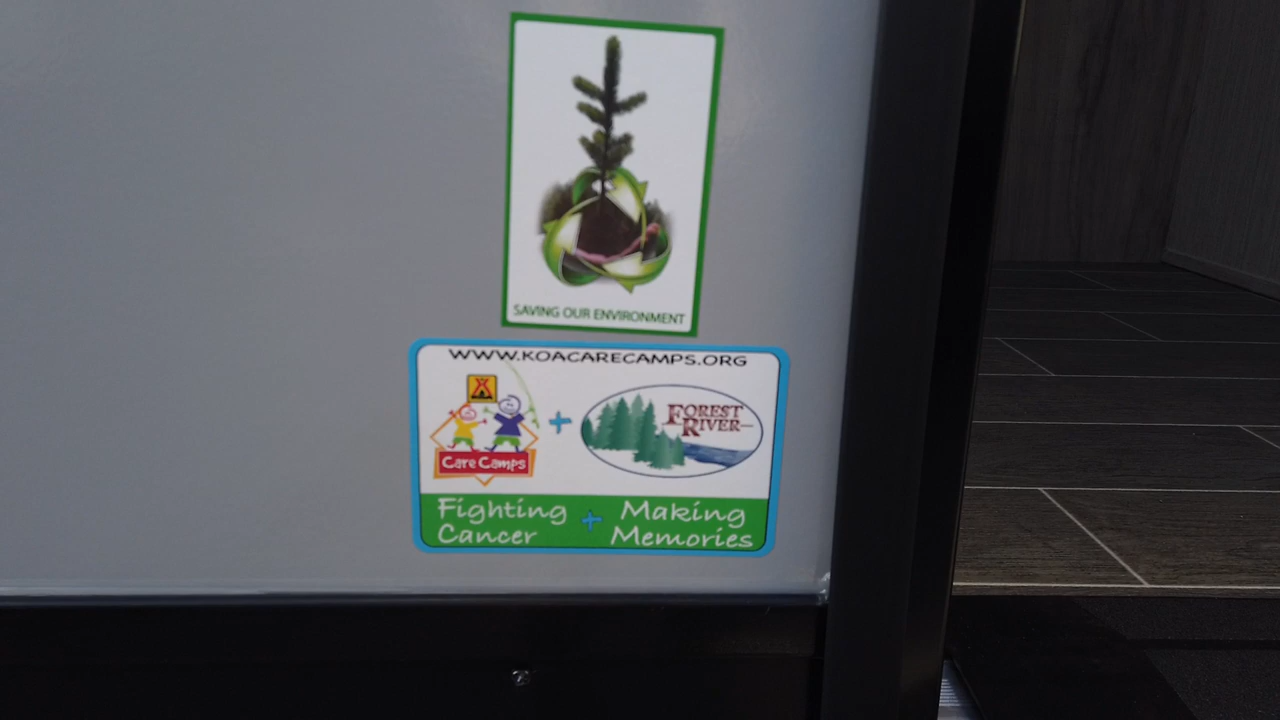 SAVING OUR ENVIRONMENT
WWW.KOACARECAMPS.ORG
Care Camps
+
FOREST
RIVER
Fighting + Making
Cancer Memories